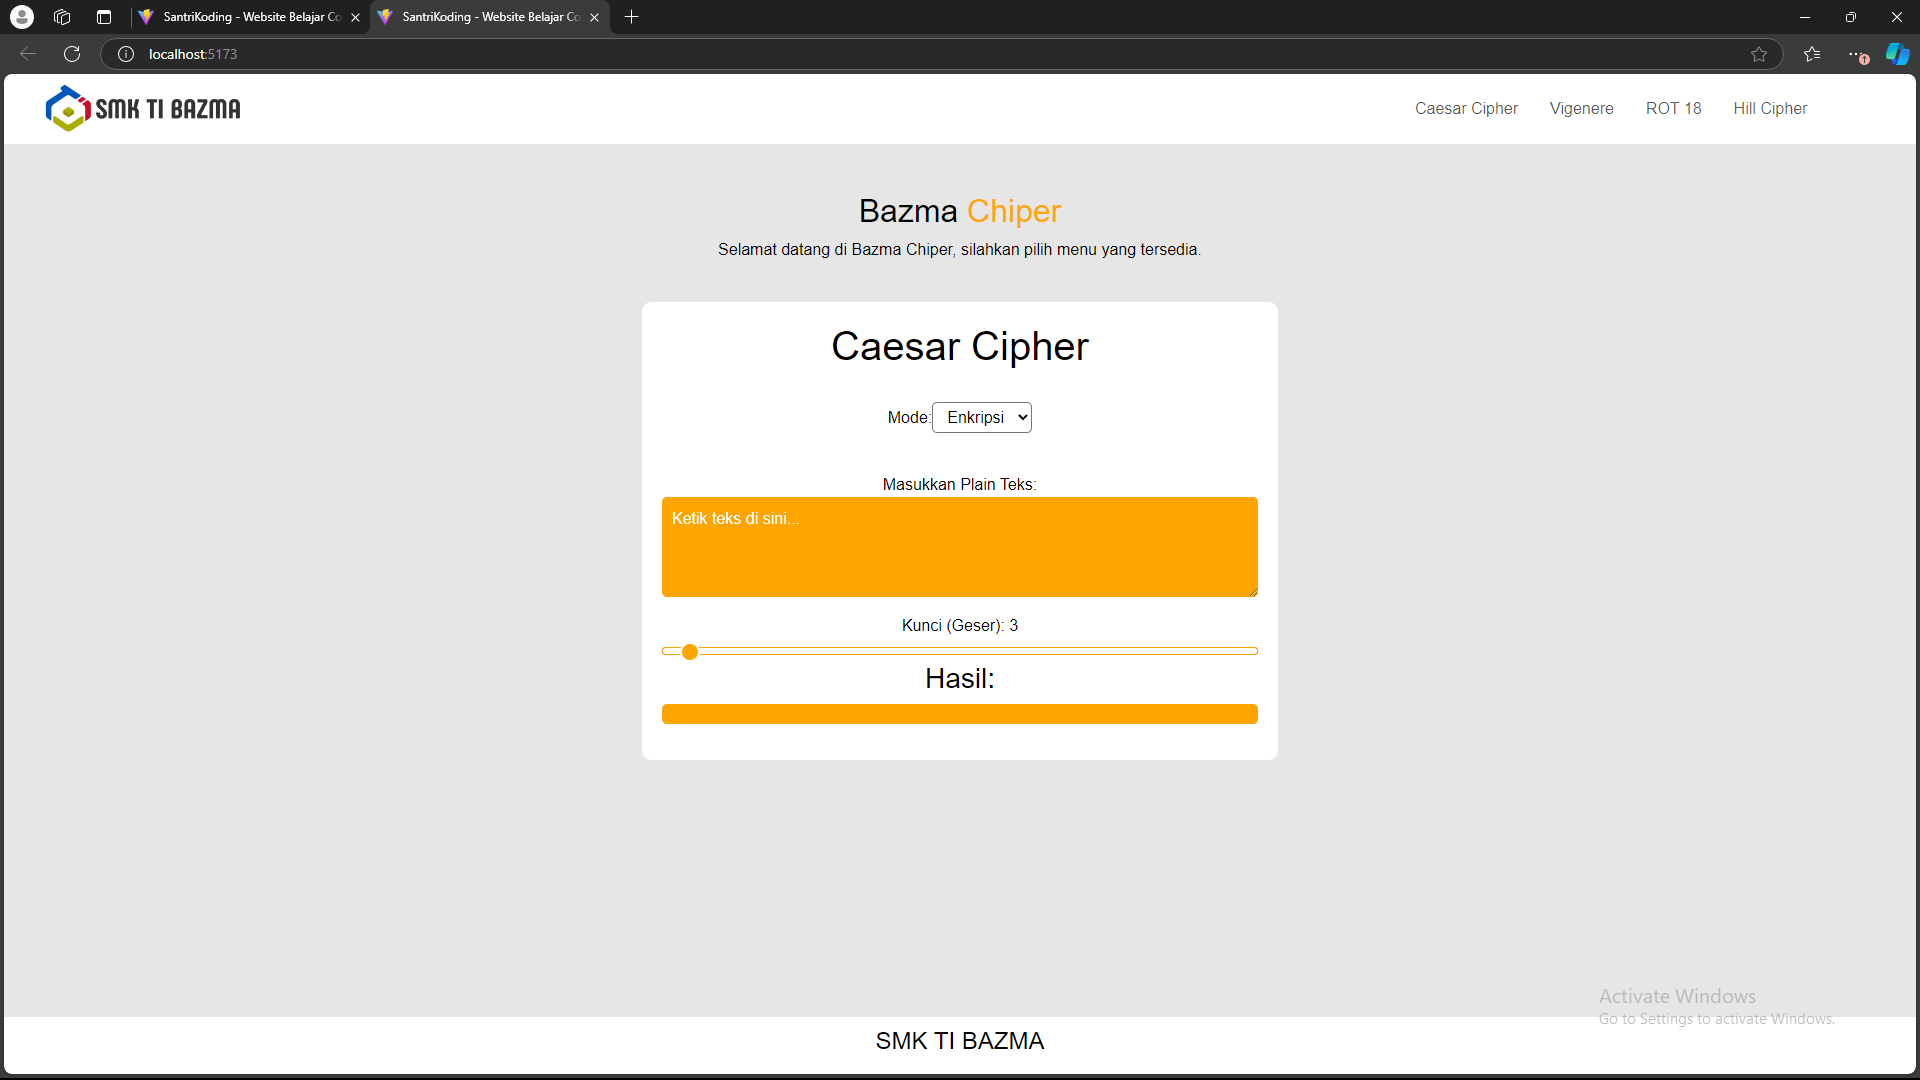 SantriKoding - Website Belajar Co
SantriKoding - Website Belajar Co
localhost:5173
SMK TI BAZMA
Caesar Cipher
Vigenere
ROT 18
Hill Cipher
Bazma Chiper
Selamat datang di Bazma Chiper, silahkan pilih menu yang tersedia.
Caesar Cipher
Mode: Enkripsi
Masukkan Plain Teks:
Ketik teks di sini...
Kunci (Geser): 3
Hasil:
Activate Windows
Go to Settings to activate Windows.
SMK TI BAZMA